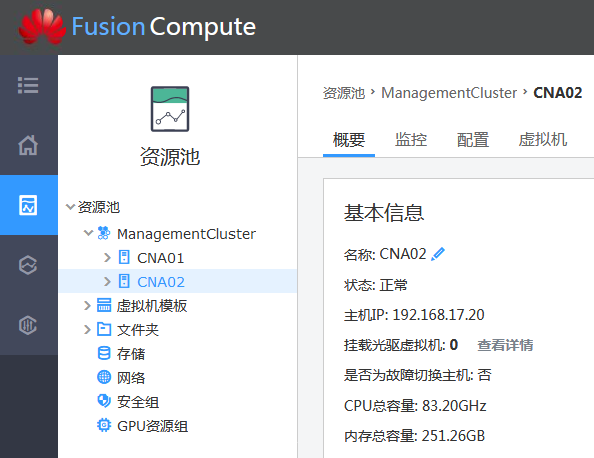 FusionCompute
资源池
资源池
ManagementCluster
CNA01
CNA02
虚拟机模板
文件夹
存储
网络
安全组
GPU资源组
资源池 › ManagementCluster › CNA02
概要 监控 配置 虚拟机
基本信息
名称: CNA02
状态: 正常
主机IP: 192.168.17.20
挂载光驱虚拟机: 0 查看详情
是否为故障切换主机: 否
CPU总容量: 83.20GHz
内存总容量: 251.26GB